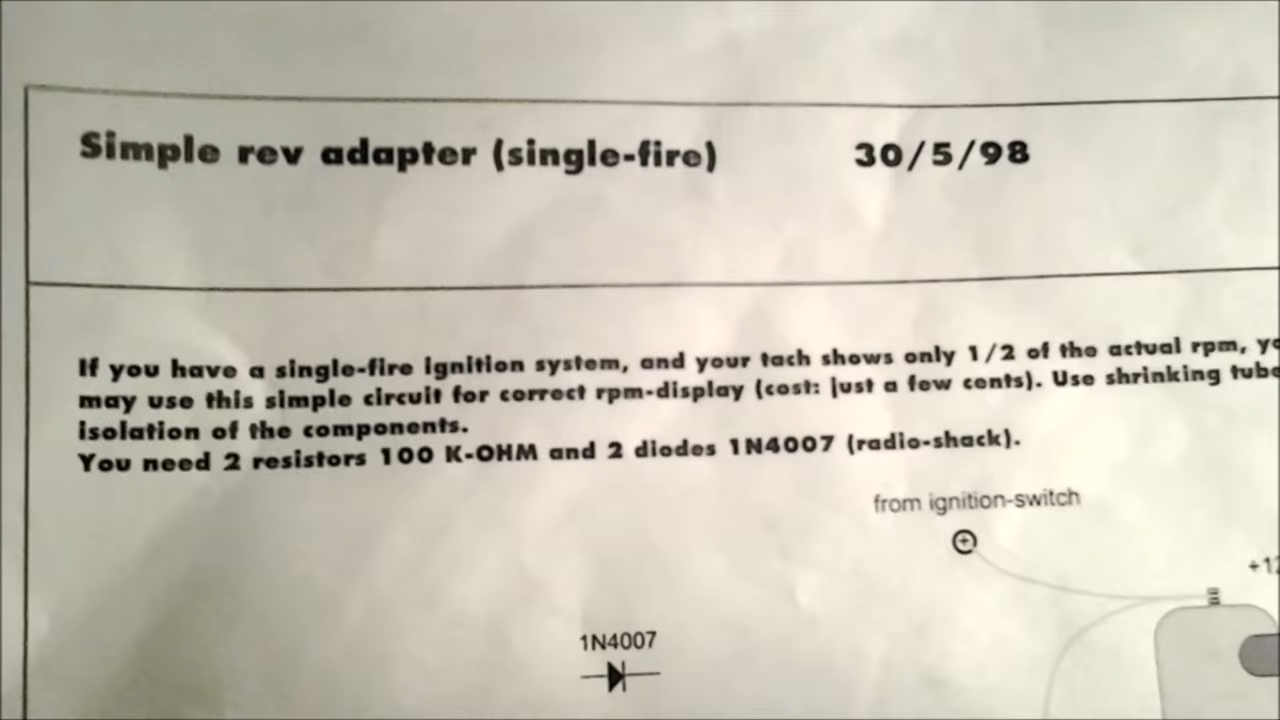 Simple rev adapter (single-fire) 30/5/98
If you have a single-fire ignition system, and your tach shows only 1/2 of the actual rpm,
may use this simple circuit for correct rpm-display (cost: just a few cents). Use shrinking tube
isolation of the components.
You need 2 resistors 100 K-OHM and 2 diodes 1N4007 (radio-shack).
from ignition-switch
+12
1N4007